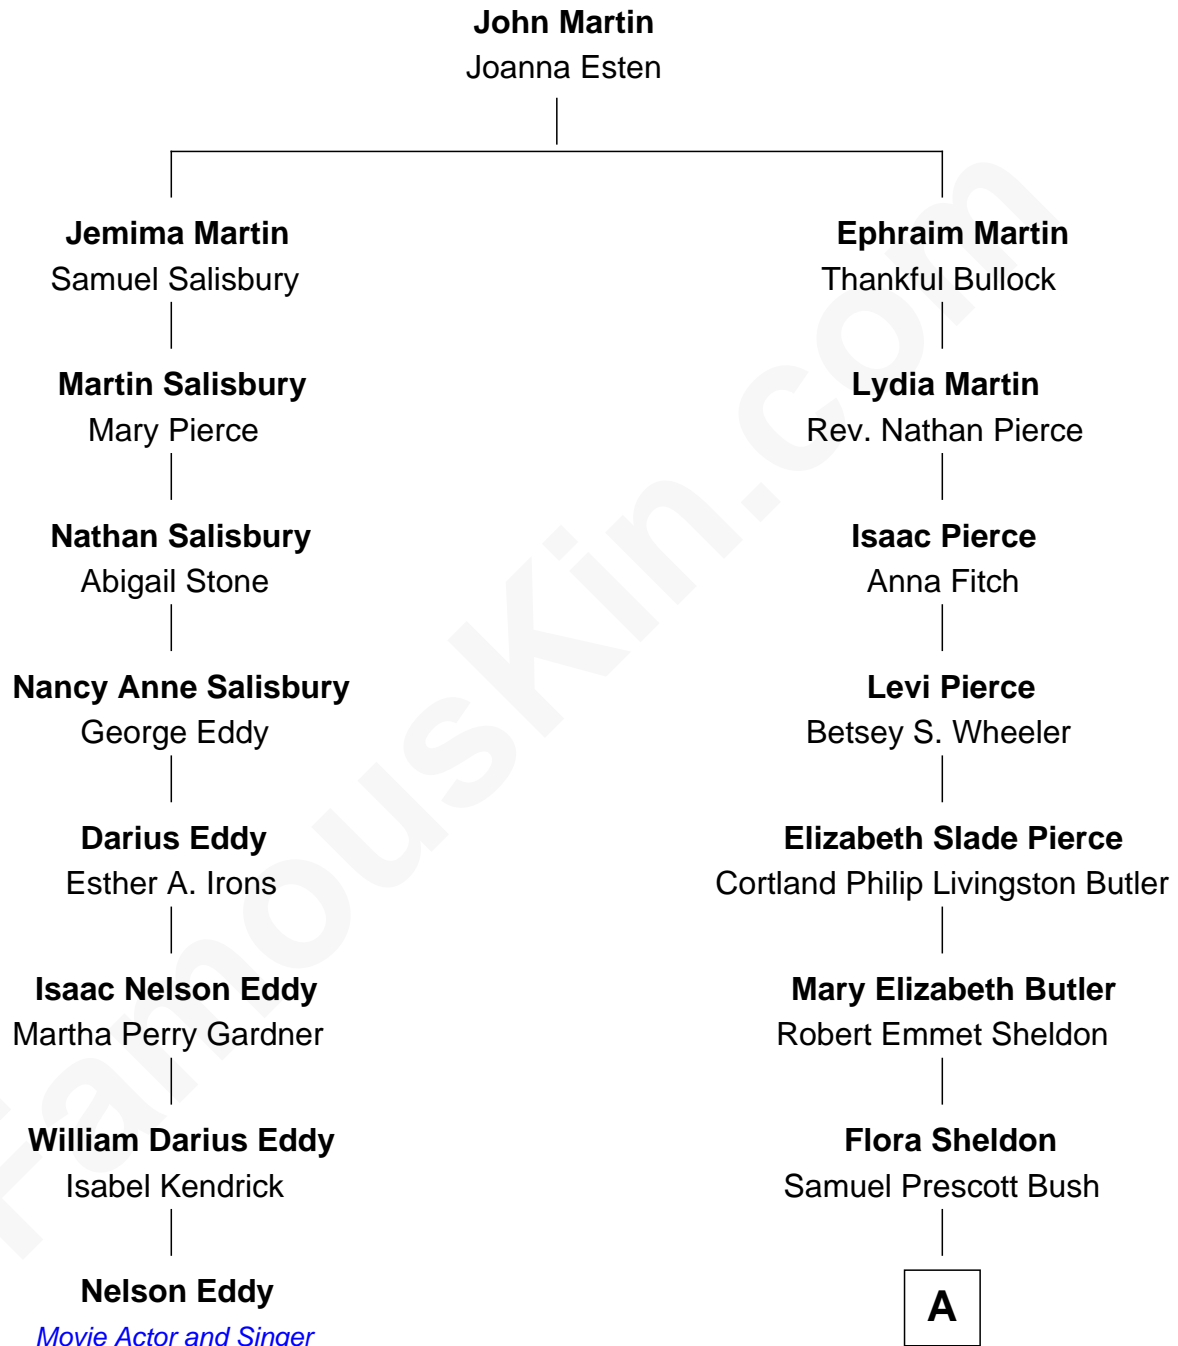 John Martin
Joanna Esten
Jemima Martin
Samuel Salisbury
Ephraim Martin
Thankful Bullock
Martin Salisbury
Mary Pierce
Lydia Martin
Rev. Nathan Pierce
Nathan Salisbury
Abigail Stone
Isaac Pierce
Anna Fitch
Nancy Anne Salisbury
George Eddy
Levi Pierce
Betsey S. Wheeler
Darius Eddy
Esther A. Irons
Elizabeth Slade Pierce
Cortland Philip Livingston Butler
Isaac Nelson Eddy
Martha Perry Gardner
Mary Elizabeth Butler
Robert Emmet Sheldon
William Darius Eddy
Isabel Kendrick
Flora Sheldon
Samuel Prescott Bush
Nelson Eddy
Movie Actor and Singer
A
FamousKin.com